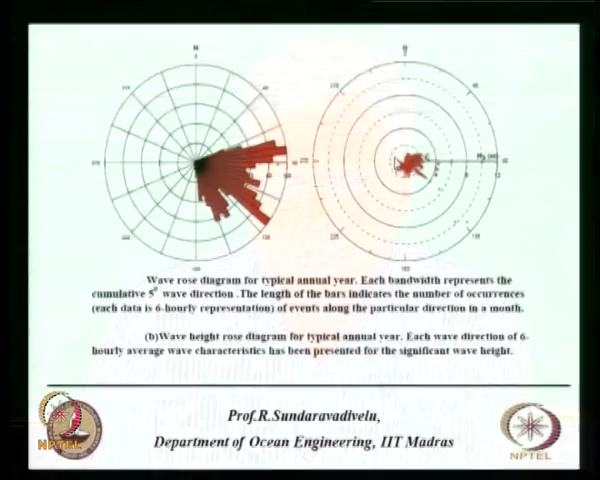 N
Wave rose diagram for typical annual year. Each bandwidth represents the
cumulative 5° wave direction .The length of the bars indicates the number of occurrences
(each data is 6-hourly representation) of events along the particular direction in a month.
(b)Wave height rose diagram for typical annual year. Each wave direction of 6-
hourly average wave characteristics has been presented for the significant wave height.
Prof.R.Sundaravadivelu,
Department of Ocean Engineering, IIT Madras
NPTEL
NPTEL